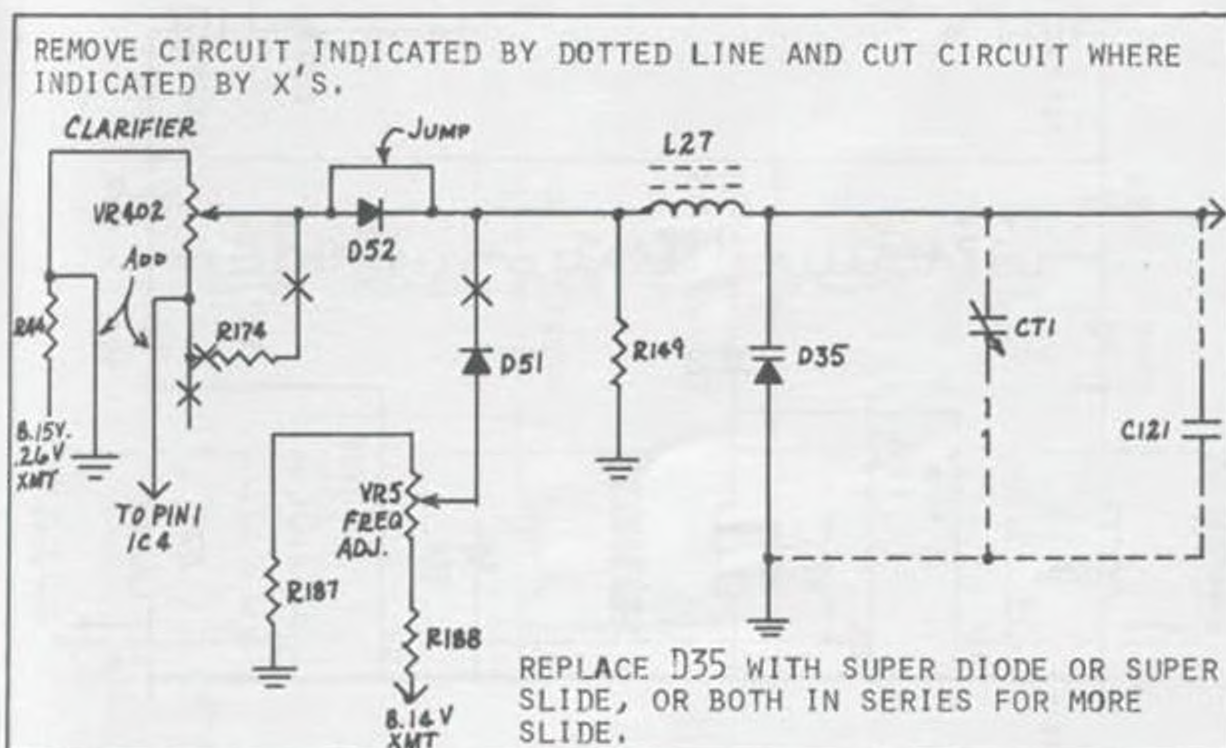 REMOVE CIRCUIT INDICATED BY DOTTED LINE AND CUT CIRCUIT WHERE
INDICATED BY X'S.
CLARIFIER
JUMP
L27
VR402
D52
ADD
R44
R174
D51
R149
D35
CT1
C121
8.15V.
.26V
XMT
TO PIN 1
IC4
VR5
FREQ
ADJ.
R187
R188
8.14V
XMT
REPLACE D35 WITH SUPER DIODE OR SUPER
SLIDE, OR BOTH IN SERIES FOR MORE
SLIDE.